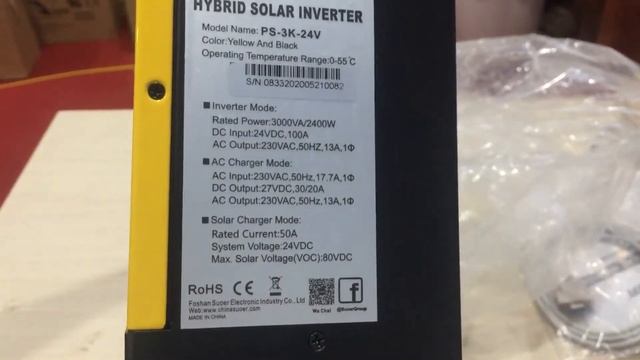 HYBRID SOLAR INVERTER
Model Name: PS-3K-24V
Color:Yellow And Black
Operating Temperature Range:0-55℃
S/N 0833202005210082
Inverter Mode:
Rated Power:3000VA/2400W
DC Input:24VDC,100A
AC Output:230VAC,50HZ,13A,1Φ
AC Charger Mode:
AC Input:230VAC,50Hz,17.7A,1Φ
DC Output:27VDC,30/20A
AC Output:230VAC,50Hz,13A,1Φ
Solar Charger Mode:
Rated Current:50A
System Voltage:24VDC
Max. Solar Voltage(VOC):80VDC
RoHS CE
Foshan Suoer Electronic Industry Co., Ltd
Web:www.chinasuoer.com
MADE IN CHINA
We Chat
@SuoerGroup